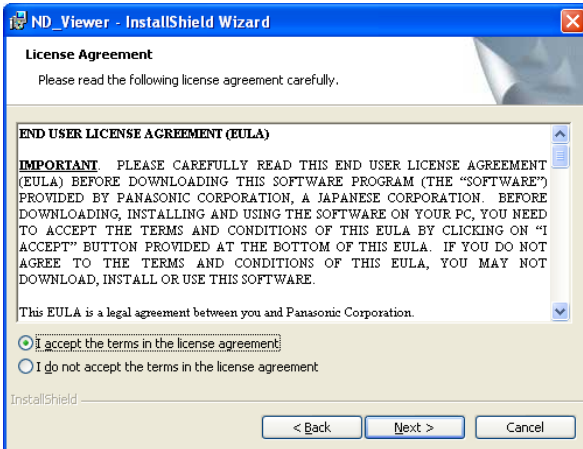 ND_Viewer - InstallShield Wizard
License Agreement
Please read the following license agreement carefully.
END USER LICENSE AGREEMENT (EULA)
IMPORTANT. PLEASE CAREFULLY READ THIS END USER LICENSE AGREEMENT
(EULA) BEFORE DOWNLOADING THIS SOFTWARE PROGRAM (THE “SOFTWARE”)
PROVIDED BY PANASONIC CORPORATION, A JAPANESE CORPORATION. BEFORE
DOWNLOADING, INSTALLING AND USING THE SOFTWARE ON YOUR PC, YOU NEED
TO ACCEPT THE TERMS AND CONDITIONS OF THIS EULA BY CLICKING ON “I
ACCEPT” BUTTON PROVIDED AT THE BOTTOM OF THIS EULA. IF YOU DO NOT
AGREE TO THE TERMS AND CONDITIONS OF THIS EULA, YOU MAY NOT
DOWNLOAD, INSTALL OR USE THIS SOFTWARE.
This EULA is a legal agreement between you and Panasonic Corporation.
I accept the terms in the license agreement
I do not accept the terms in the license agreement
InstallShield
< Back Next > Cancel